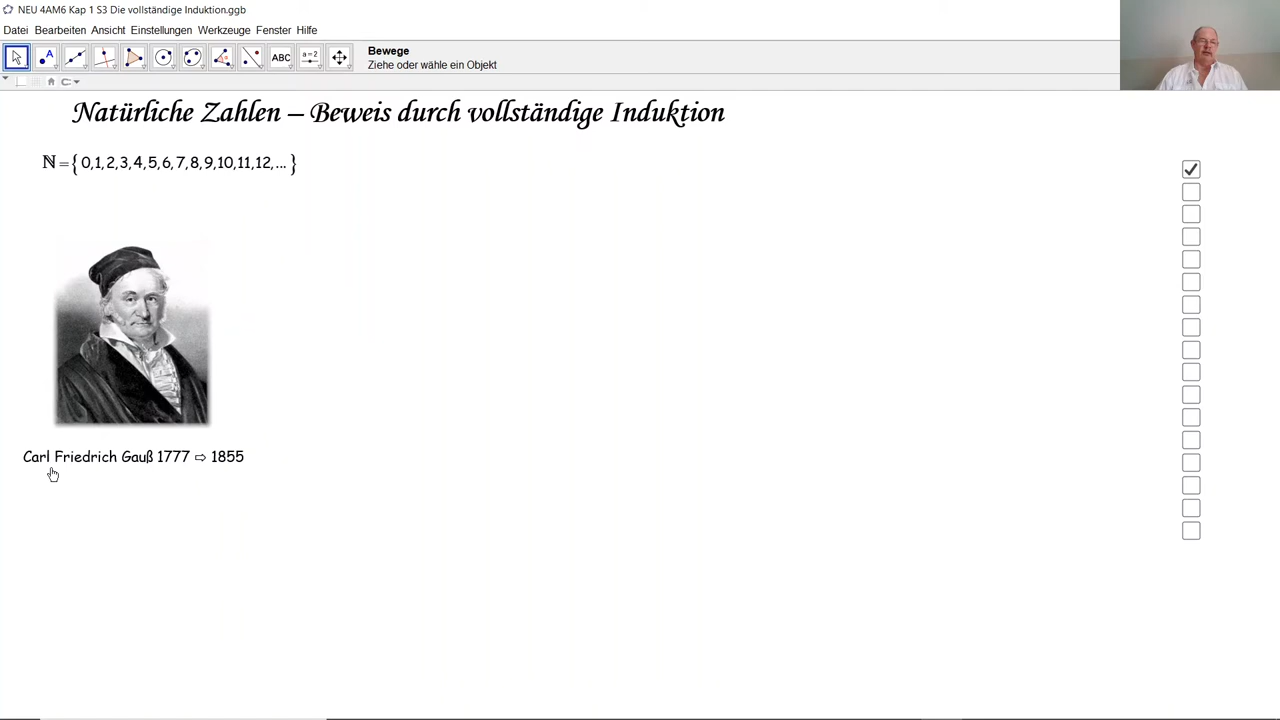 NEU 4AM6 Kap 1 S3 Die vollständige Induktion.ggb
Datei Bearbeiten Ansicht Einstellungen Werkzeuge Fenster Hilfe
A ABC a=2
Bewege
Ziehe oder wähle ein Objekt
Natürliche Zahlen – Beweis durch vollständige Induktion
ℕ={0,1,2,3,4,5,6,7,8,9,10,11,12,...}
Carl Friedrich Gauß 1777 ⇨ 1855